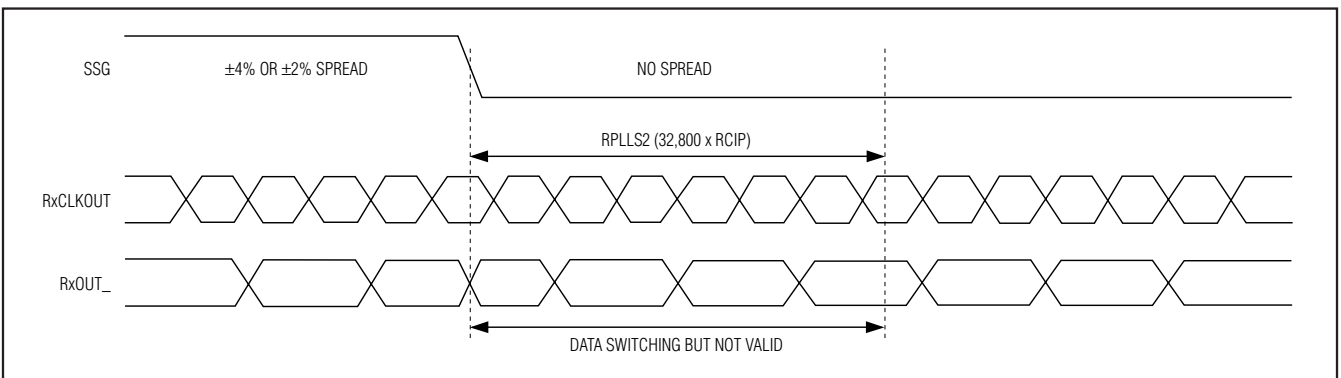 SSG
±4% OR ±2% SPREAD
NO SPREAD
RPLLS2 (32,800 x RCIP)
RxCLKOUT
RxOUT_
DATA SWITCHING BUT NOT VALID